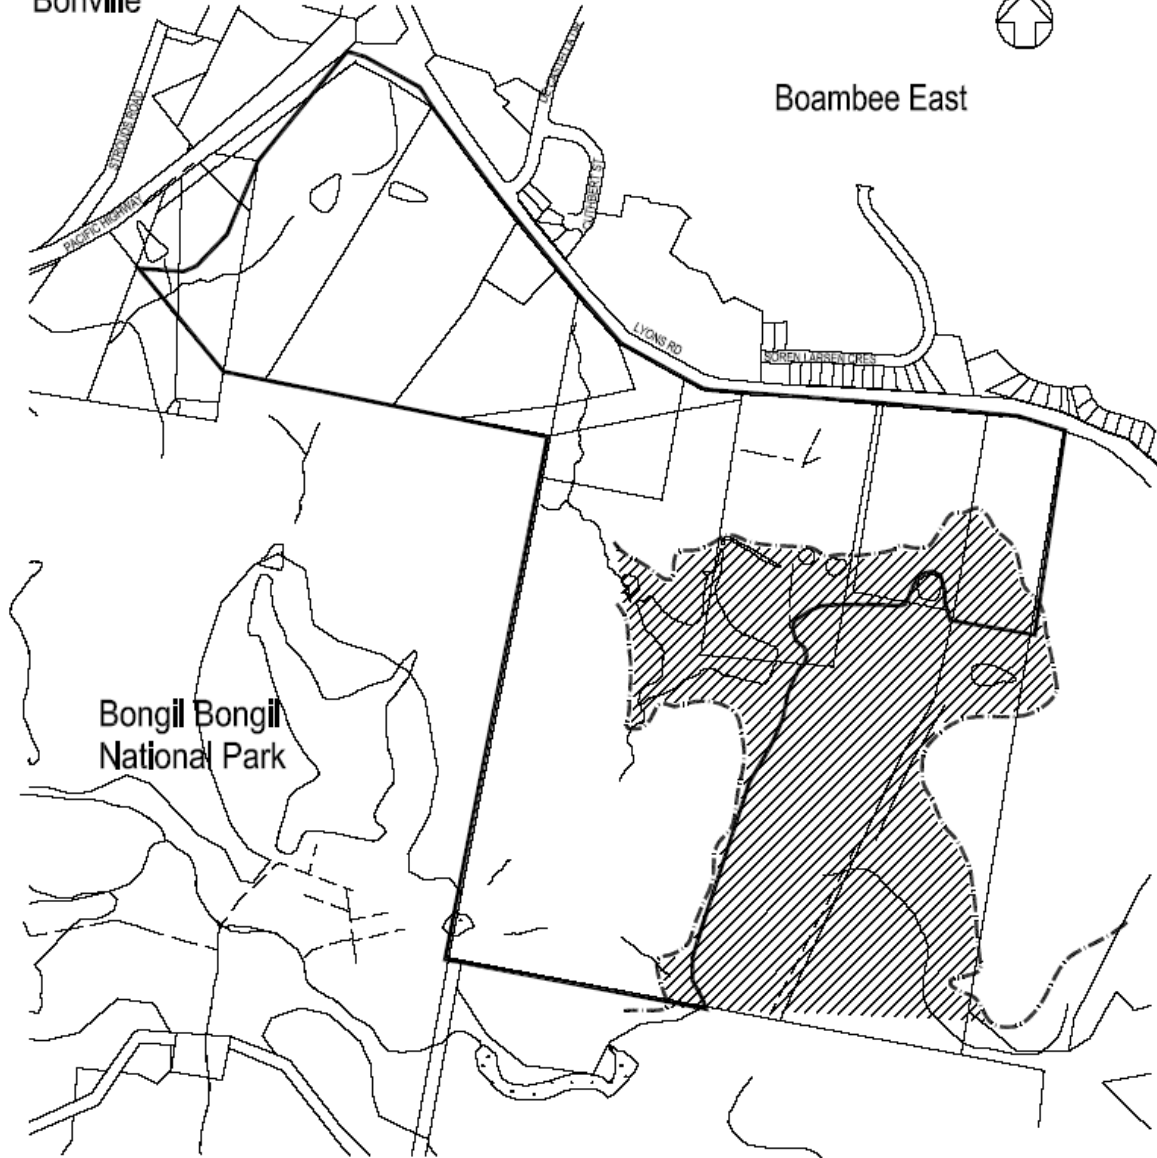 Bonville
Boambee East
STROUDS ROAD
PACIFIC HIGHWAY
CUTHBERT ST
LYONS RD
SOREN LARSEN CRES
Bongil Bongil
National Park